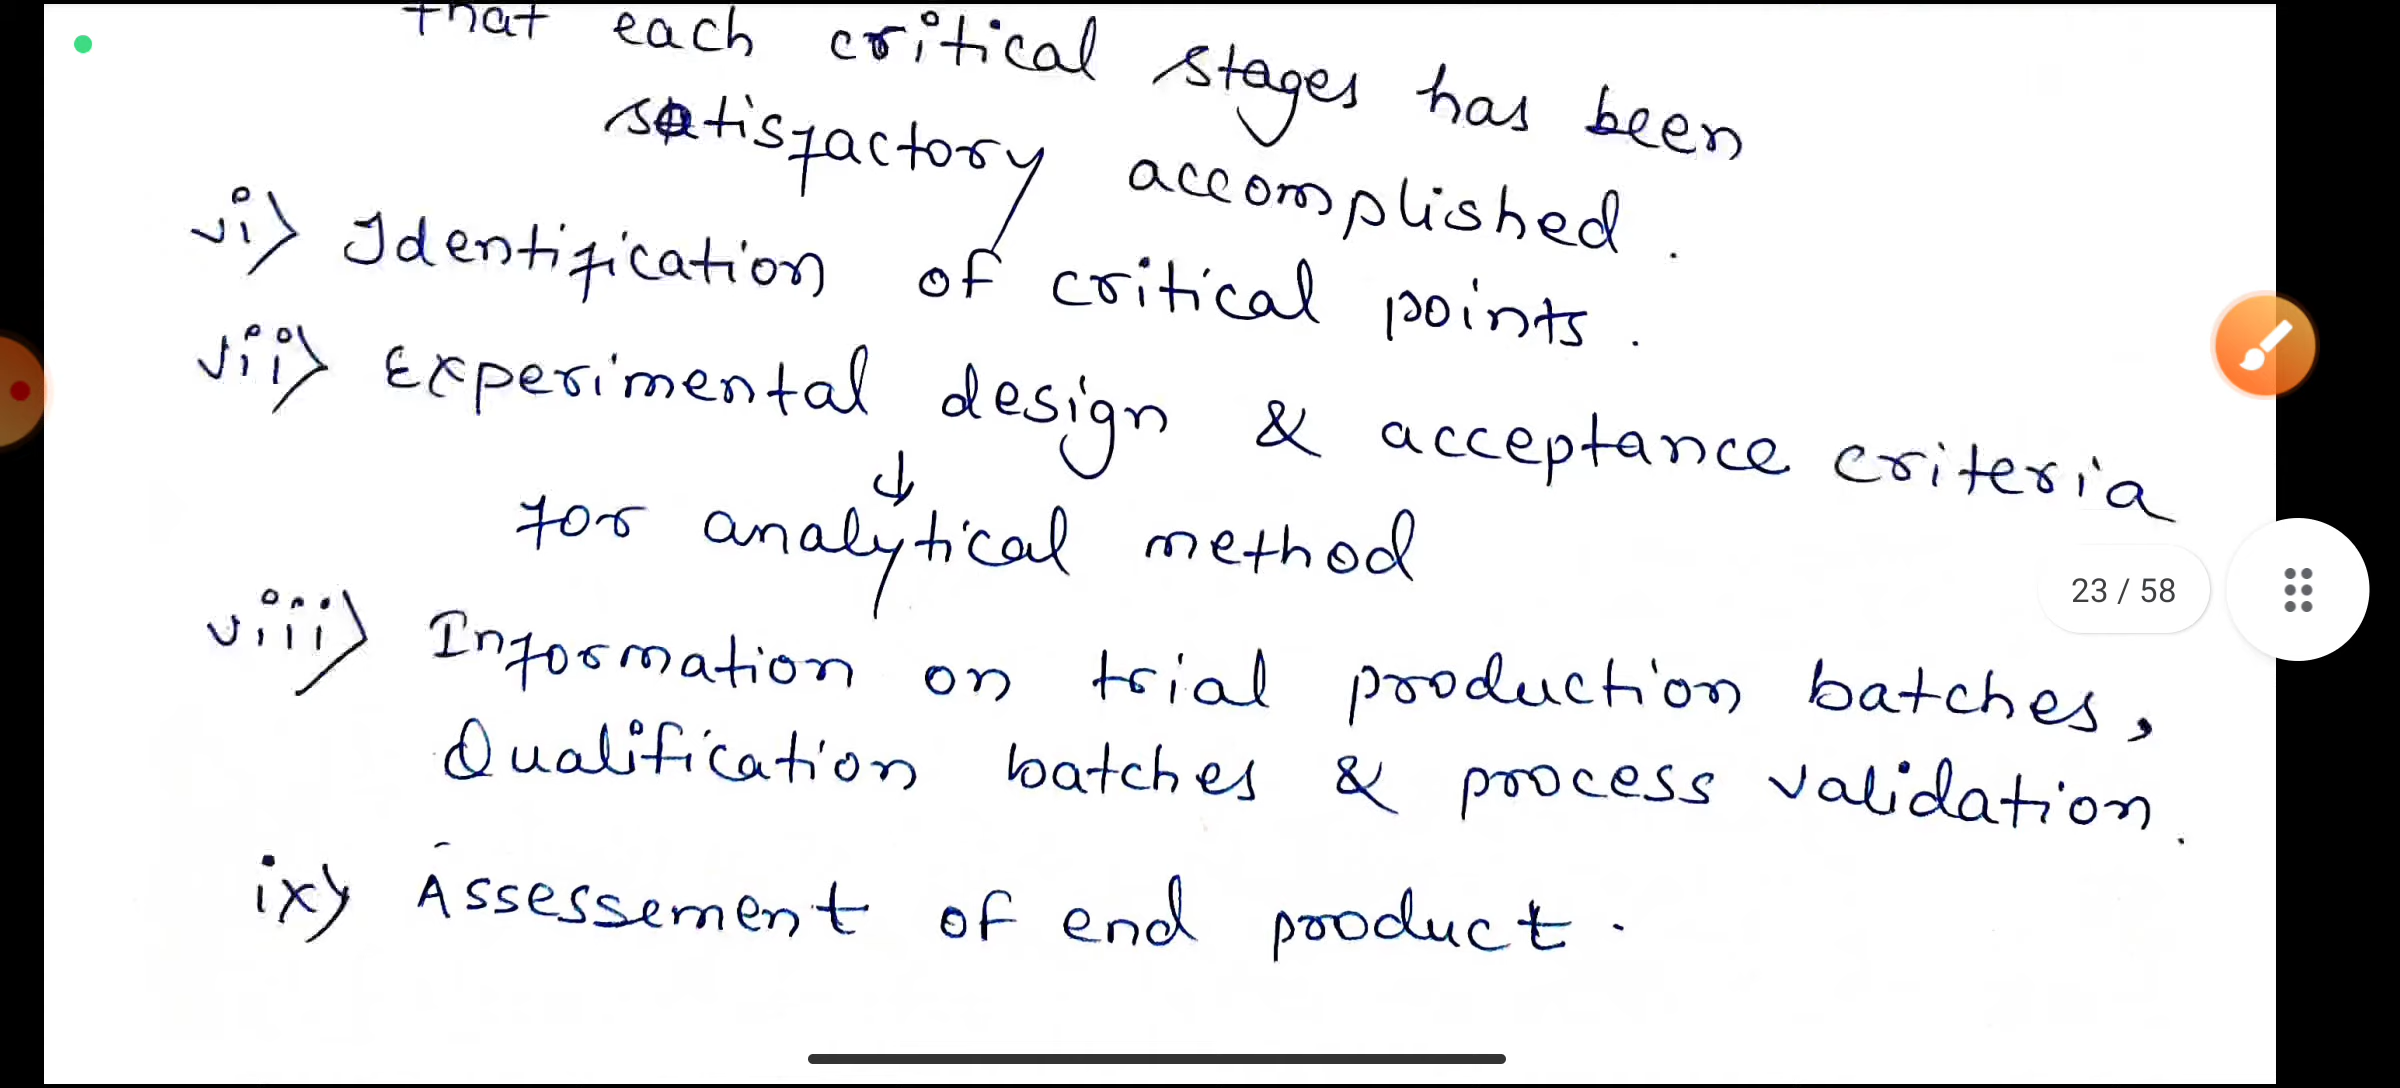 that each critical stages has been
satisfactory accomplished.
vi) Identification of critical points.
vii) Experimental design & acceptance criteria
for analytical method
viii) Information on trial production batches,
Qualification batches & process validation.
ix) Assessement of end product.
23 / 58